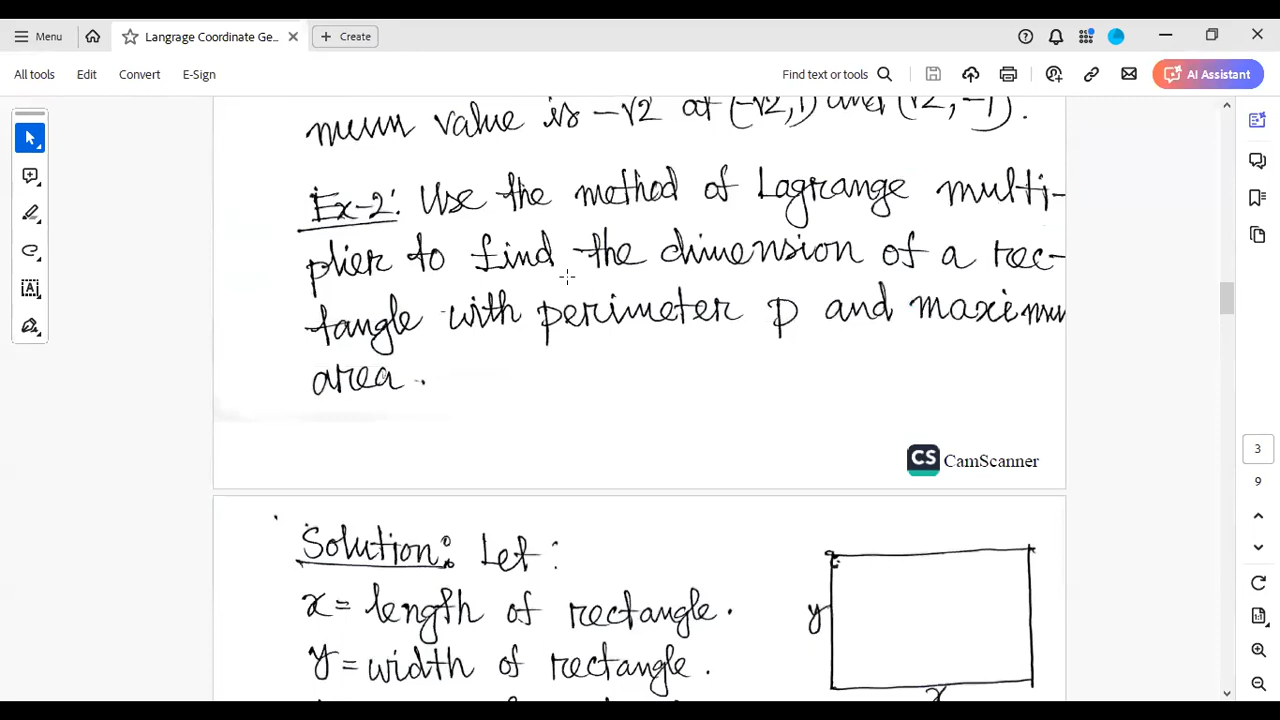 Menu
Langrage Coordinate Ge...
Create
All tools
Edit
Convert
E-Sign
Find text or tools
AI Assistant
mum value is -√2 at (-√2,1) and (√2, -1).
Ex-2: Use the method of Lagrange multi-
plier to find the dimension of a rec-
tangle with perimeter p and maximum
area.
CS CamScanner
3
9
Solution: Let :
x = length of rectangle.
y = width of rectangle.
y
x